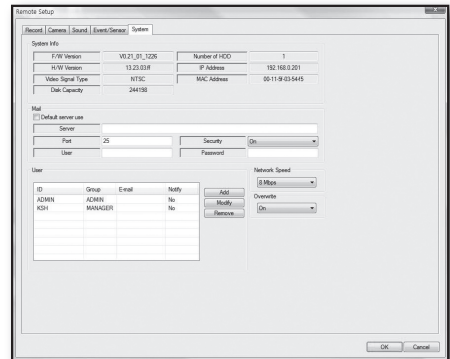 Remote Setup
Record Camera Sound Event/Sensor System
System Info
F/W Version V0.21_01_1226 Number of HDD 1
H/W Version 13.23.03.ff IP Address 192.168.0.201
Video Signal Type NTSC MAC Address 00-11-5f-03-54-f5
Disk Capacity 244198
Mail
Default server use
Server
Port 25 Security On
User Password
User
Network Speed
8 Mbps
ID Group E-mail Notify
Add
ADMIN ADMIN No
Modify
Overwrite
KSH MANAGER No
Remove
On
OK Cancel